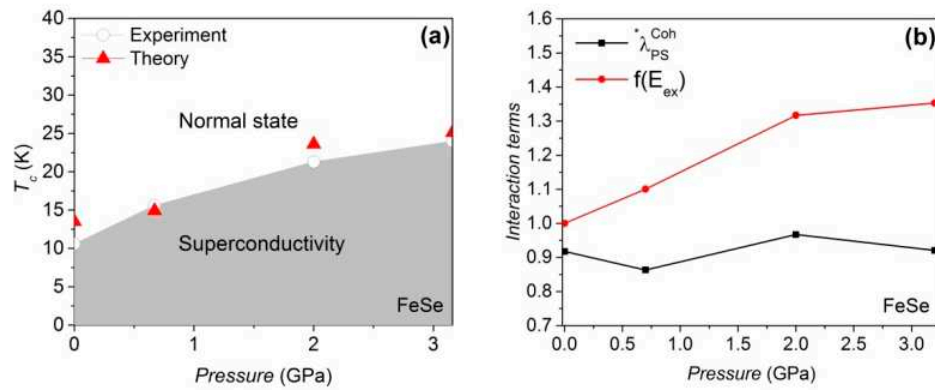 (a)
Experiment
Theory
Normal state
Superconductivity
FeSe
T_c (K)
40
35
30
25
20
15
10
5
0
0 1 2 3
Pressure (GPa)
(b)
*λ_PS^Coh
f(E_ex)
FeSe
Interaction terms
1.6
1.5
1.4
1.3
1.2
1.1
1.0
0.9
0.8
0.7
0.0 0.5 1.0 1.5 2.0 2.5 3.0
Pressure (GPa)